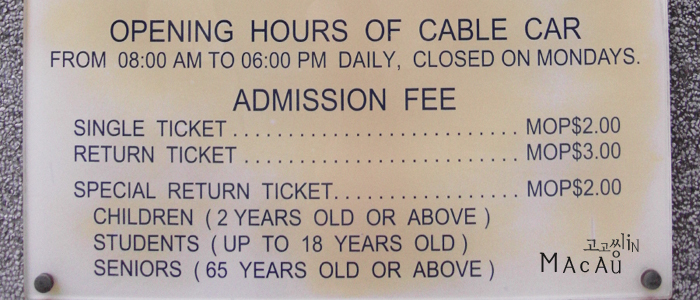 OPENING HOURS OF CABLE CAR
FROM 08:00 AM TO 06:00 PM DAILY, CLOSED ON MONDAYS.
ADMISSION FEE
SINGLE TICKET ........................... MOP$2.00
RETURN TICKET .......................... MOP$3.00
SPECIAL RETURN TICKET.................. MOP$2.00
CHILDREN ( 2 YEARS OLD OR ABOVE )
STUDENTS ( UP TO 18 YEARS OLD )
SENIORS ( 65 YEARS OLD OR ABOVE )
고고씽iN
MACAU